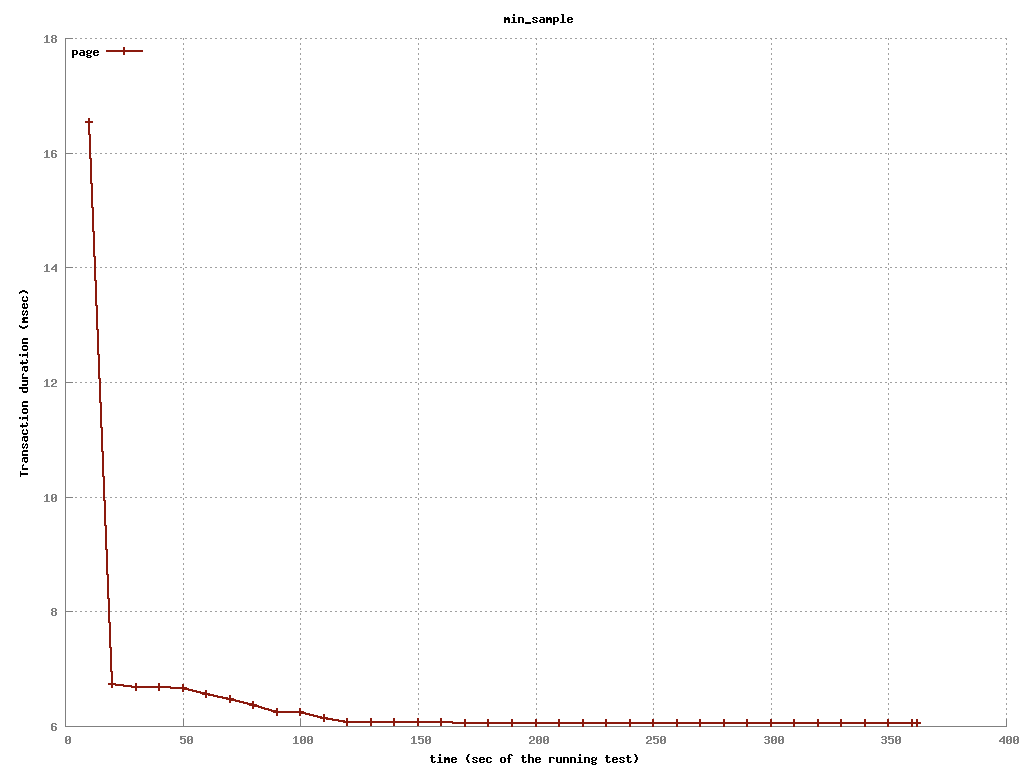 min_sample
18
page
16
14
12
10
8
6
Transaction duration (msec)
0 50 100 150 200 250 300 350 400
time (sec of the running test)